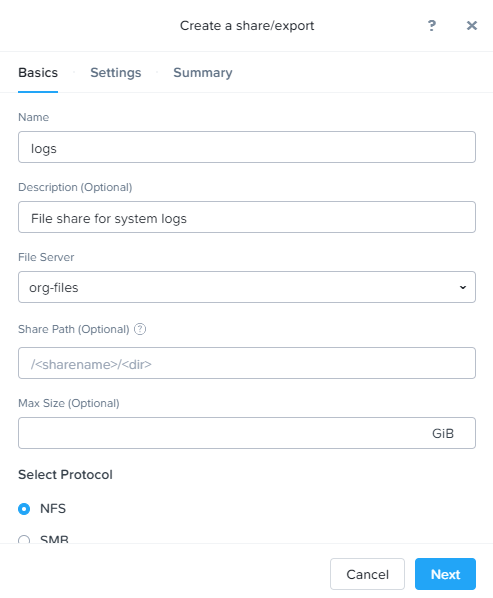 Create a share/export
?
Basics Settings Summary
Name
logs
Description (Optional)
File share for system logs
File Server
org-files
Share Path (Optional) ?
/<sharename>/<dir>
Max Size (Optional)
GiB
Select Protocol
NFS
SMB
Cancel Next